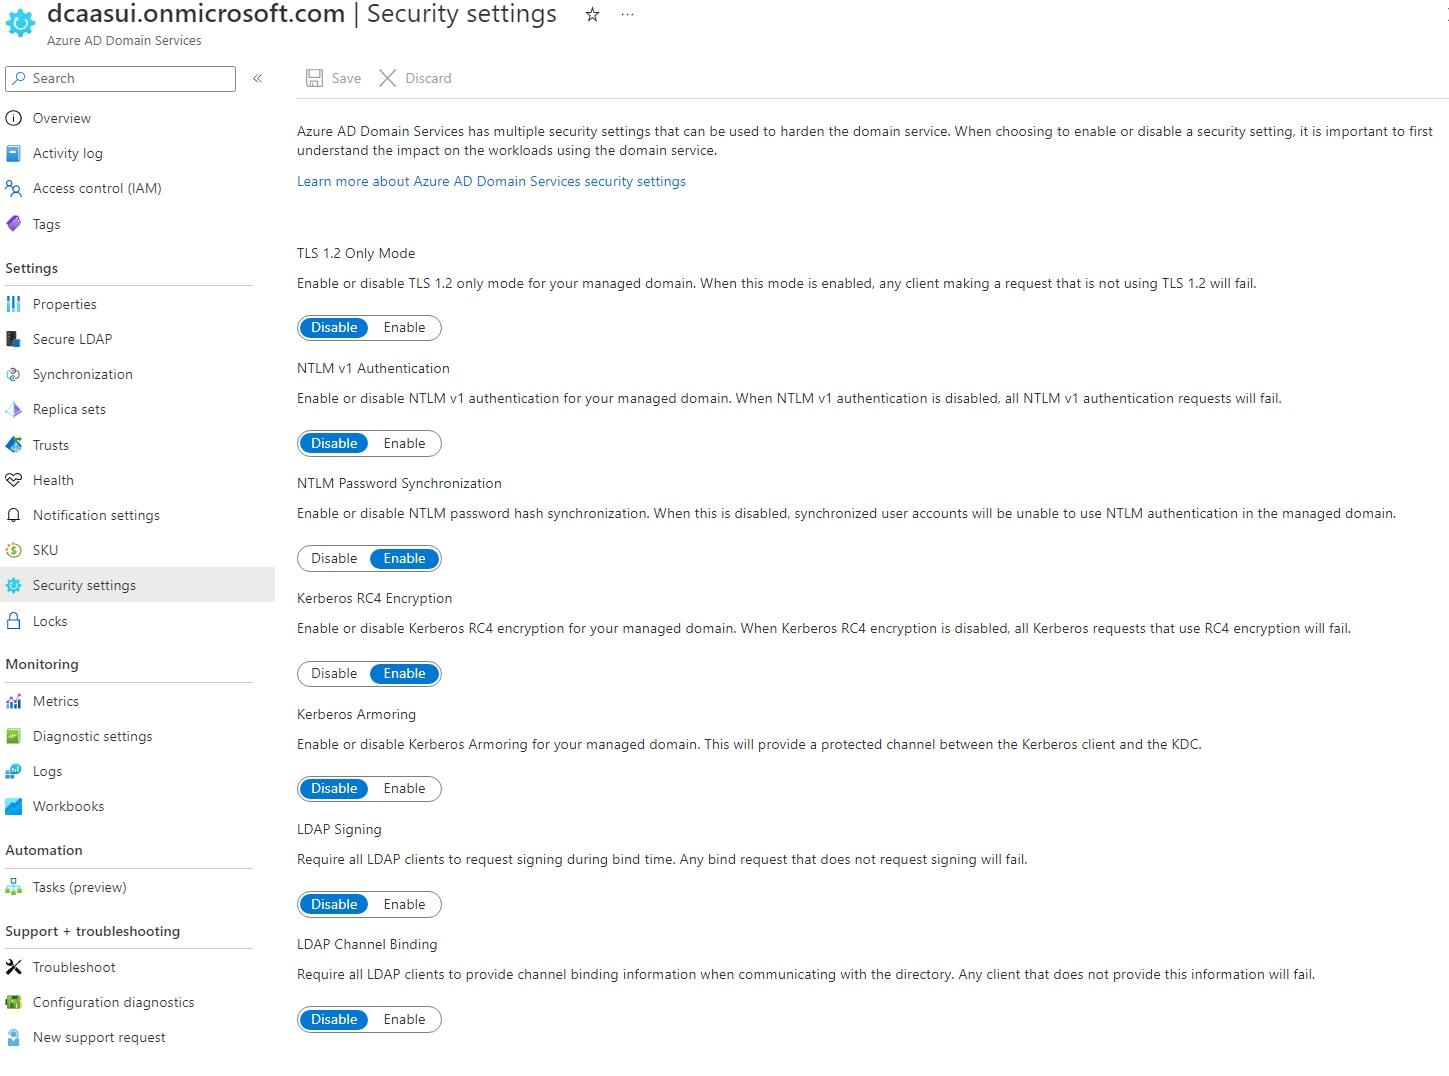 dcaasui.onmicrosoft.com | Security settings
Azure AD Domain Services
Search
Overview
Activity log
Access control (IAM)
Tags
Settings
Properties
Secure LDAP
Synchronization
Replica sets
Trusts
Health
Notification settings
SKU
Security settings
Locks
Monitoring
Metrics
Diagnostic settings
Logs
Workbooks
Automation
Tasks (preview)
Support + troubleshooting
Troubleshoot
Configuration diagnostics
New support request
Save Discard
Azure AD Domain Services has multiple security settings that can be used to harden the domain service. When choosing to enable or disable a security setting, it is important to first
understand the impact on the workloads using the domain service.
Learn more about Azure AD Domain Services security settings
TLS 1.2 Only Mode
Enable or disable TLS 1.2 only mode for your managed domain. When this mode is enabled, any client making a request that is not using TLS 1.2 will fail.
Disable Enable
NTLM v1 Authentication
Enable or disable NTLM v1 authentication for your managed domain. When NTLM v1 authentication is disabled, all NTLM v1 authentication requests will fail.
Disable Enable
NTLM Password Synchronization
Enable or disable NTLM password hash synchronization. When this is disabled, synchronized user accounts will be unable to use NTLM authentication in the managed domain.
Disable Enable
Kerberos RC4 Encryption
Enable or disable Kerberos RC4 encryption for your managed domain. When Kerberos RC4 encryption is disabled, all Kerberos requests that use RC4 encryption will fail.
Disable Enable
Kerberos Armoring
Enable or disable Kerberos Armoring for your managed domain. This will provide a protected channel between the Kerberos client and the KDC.
Disable Enable
LDAP Signing
Require all LDAP clients to request signing during bind time. Any bind request that does not request signing will fail.
Disable Enable
LDAP Channel Binding
Require all LDAP clients to provide channel binding information when communicating with the directory. Any client that does not provide this information will fail.
Disable Enable